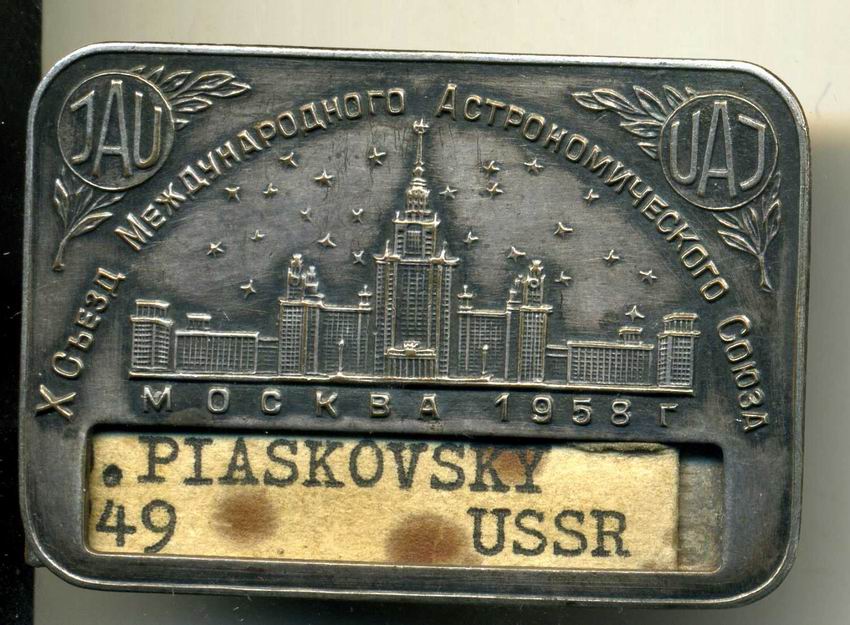 JAU
UAJ
X Съезд Международного Астрономического Союза
МОСКВА 1958 г
.PIASKOVSKY
49 USSR